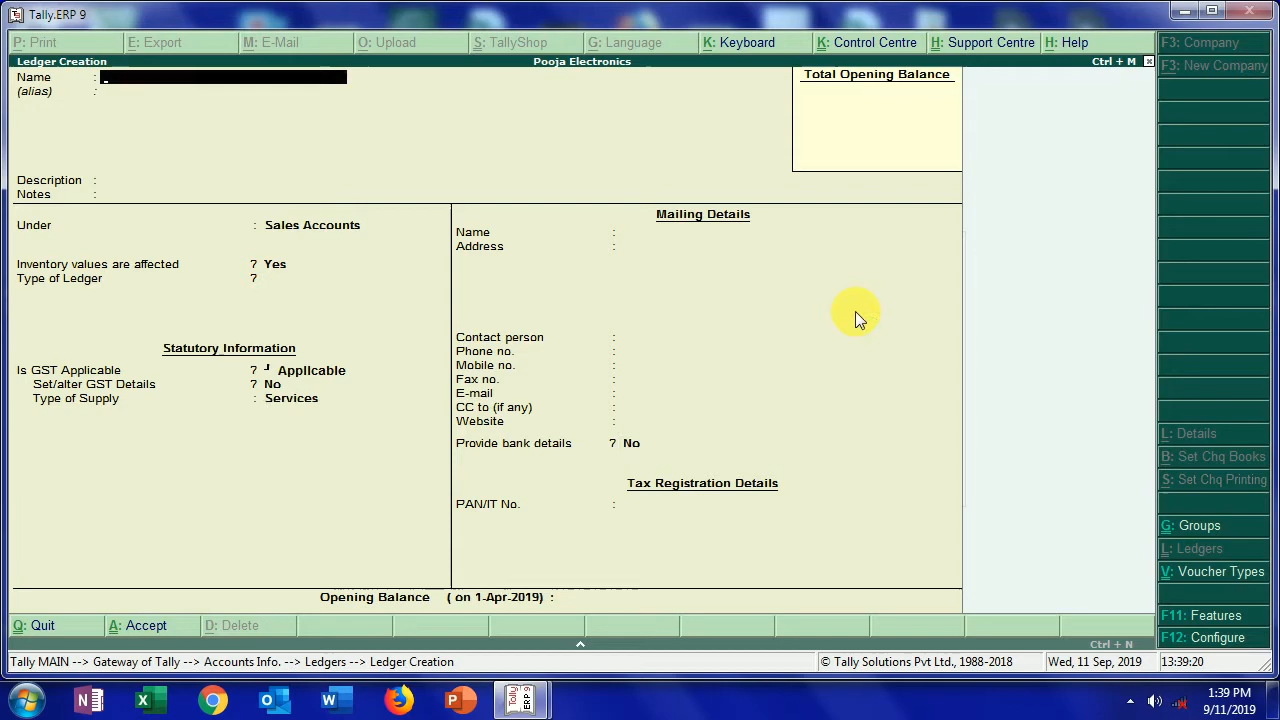 Tally.ERP 9
P: Print E: Export M: E-Mail O: Upload S: TallyShop G: Language K: Keyboard K: Control Centre H: Support Centre H: Help F3: Company
Ledger Creation Pooja Electronics Ctrl + M
F3: New Company
Name :
(alias) :
Total Opening Balance
Description :
Notes :
Under : Sales Accounts
Inventory values are affected ? Yes
Type of Ledger ?
Statutory Information
Is GST Applicable ? Applicable
Set/alter GST Details ? No
Type of Supply : Services
Mailing Details
Name :
Address :
Contact person :
Phone no. :
Mobile no. :
Fax no. :
E-mail :
CC to (if any) :
Website :
Provide bank details ? No
Tax Registration Details
PAN/IT No. :
Opening Balance ( on 1-Apr-2019) :
L: Details
B: Set Chq Books
S: Set Chq Printing
G: Groups
L: Ledgers
V: Voucher Types
F11: Features
F12: Configure
Q: Quit A: Accept D: Delete
Ctrl + N
Tally MAIN --> Gateway of Tally --> Accounts Info. --> Ledgers --> Ledger Creation © Tally Solutions Pvt Ltd., 1988-2018 Wed, 11 Sep, 2019 13:39:20
1:39 PM
9/11/2019